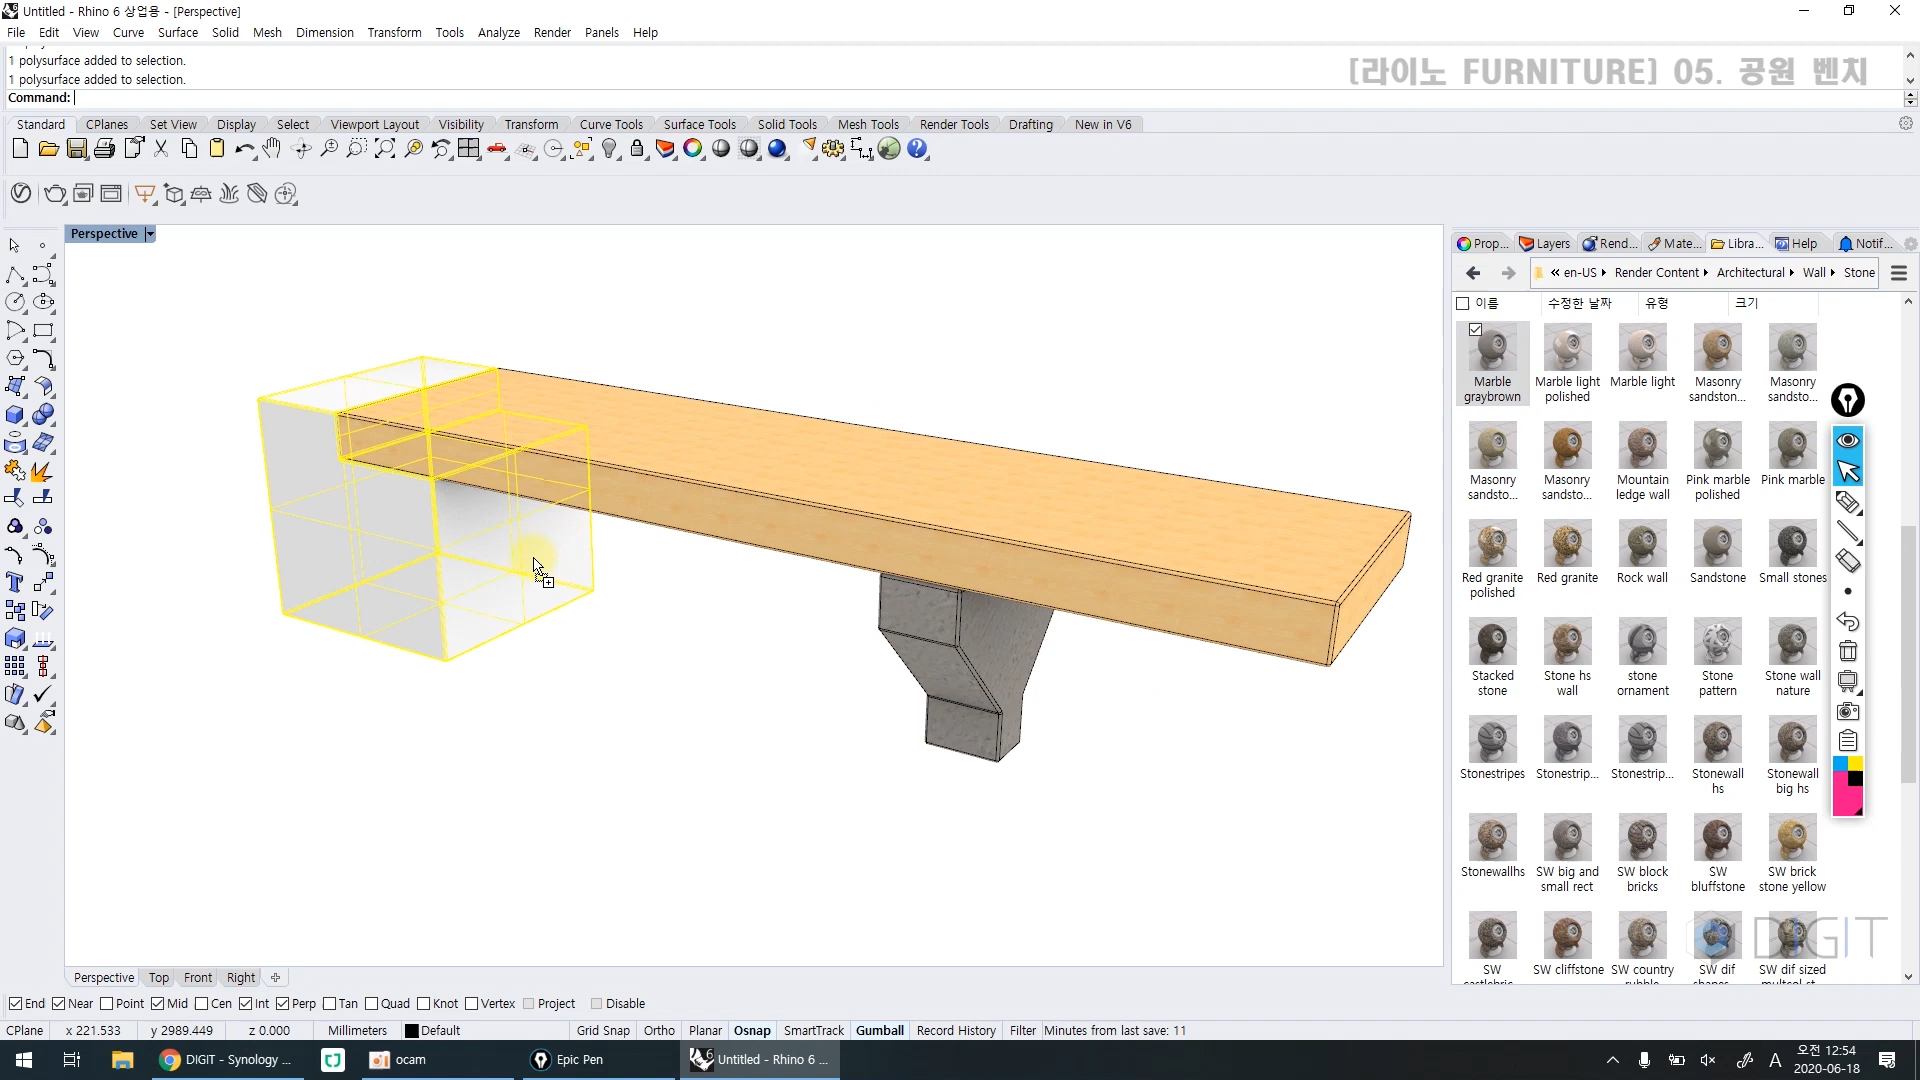 Untitled - Rhino 6 상업용 - [Perspective]
File Edit View Curve Surface Solid Mesh Dimension Transform Tools Analyze Render Panels Help
1 polysurface added to selection.
1 polysurface added to selection.
[라이노 FURNITURE] 05. 공원 벤치
Command:
Standard CPlanes Set View Display Select Viewport Layout Visibility Transform Curve Tools Surface Tools Solid Tools Mesh Tools Render Tools Drafting New in V6
Perspective
Prop... Layers Rend... Mate... Libra... Help Notif...
« en-US Render Content Architectural Wall Stone
이름 수정한 날짜 유형 크기
Marble graybrown
Marble light polished
Marble light
Masonry sandston...
Masonry sandsto...
Masonry sandsto...
Masonry sandsto...
Mountain ledge wall
Pink marble polished
Pink marble
Red granite polished
Red granite
Rock wall
Sandstone
Small stones
Stacked stone
Stone hs wall
stone ornament
Stone pattern
Stone wall nature
Stonestripes
Stonestrip...
Stonestrip...
Stonewall hs
Stonewall big hs
Stonewallhs
SW big and small rect
SW block bricks
SW bluffstone
SW brick stone yellow
DIGIT
SW
SW cliffstone
SW country
SW dif
SW dif sized
Perspective Top Front Right
End Near Point Mid Cen Int Perp Tan Quad Knot Vertex Project Disable
CPlane x 221.533 y 2989.449 z 0.000 Millimeters Default Grid Snap Ortho Planar Osnap SmartTrack Gumball Record History Filter Minutes from last save: 11
DIGIT - Synology ... ocam Epic Pen Untitled - Rhino 6 ... A 오전 12:54
2020-06-18